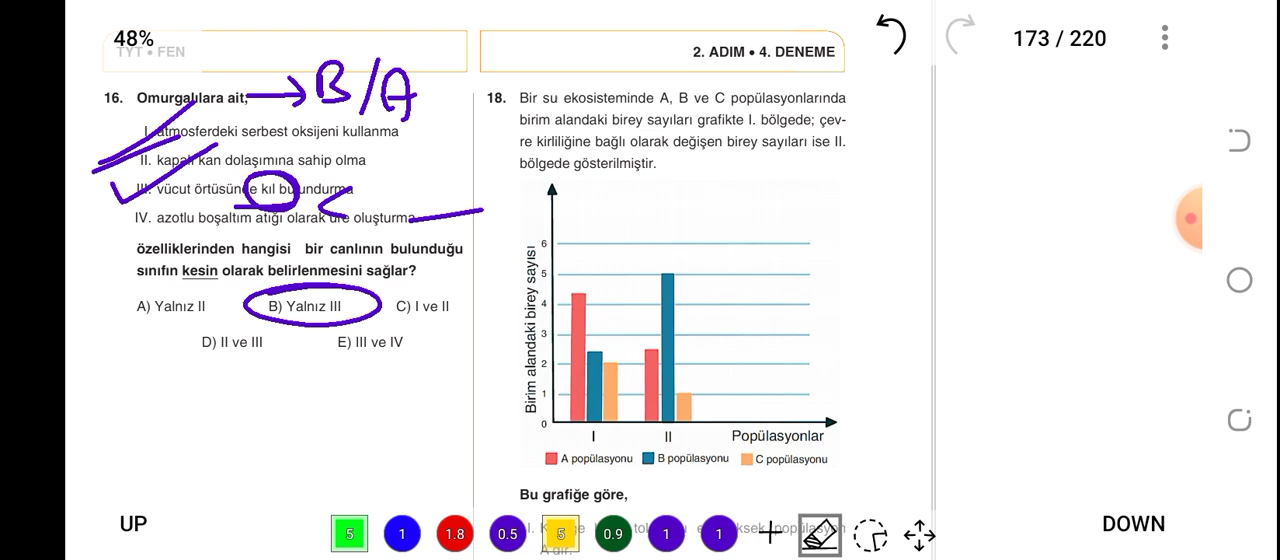 48%
TYT • FEN
2. ADIM • 4. DENEME
173 / 220
B/A
16. Omurgalılara ait,
I. atmosferdeki serbest oksijeni kullanma
II. kapalı kan dolaşımına sahip olma
III. vücut örtüsünde kıl bulundurma
IV. azotlu boşaltım atığı olarak üre oluşturma
özelliklerinden hangisi bir canlının bulunduğu
sınıfın kesin olarak belirlenmesini sağlar?
A) Yalnız II B) Yalnız III C) I ve II
D) II ve III E) III ve IV
18. Bir su ekosisteminde A, B ve C popülasyonlarında
birim alandaki birey sayıları grafikte I. bölgede; çev-
re kirliliğine bağlı olarak değişen birey sayıları ise II.
bölgede gösterilmiştir.
Birim alandaki birey sayısı
6
5
4
3
2
1
0
I II Popülasyonlar
A popülasyonu B popülasyonu C popülasyonu
Bu grafiğe göre,
I.
A'dır.
UP
5 1 1.8 0.5 5 0.9 1 1
DOWN